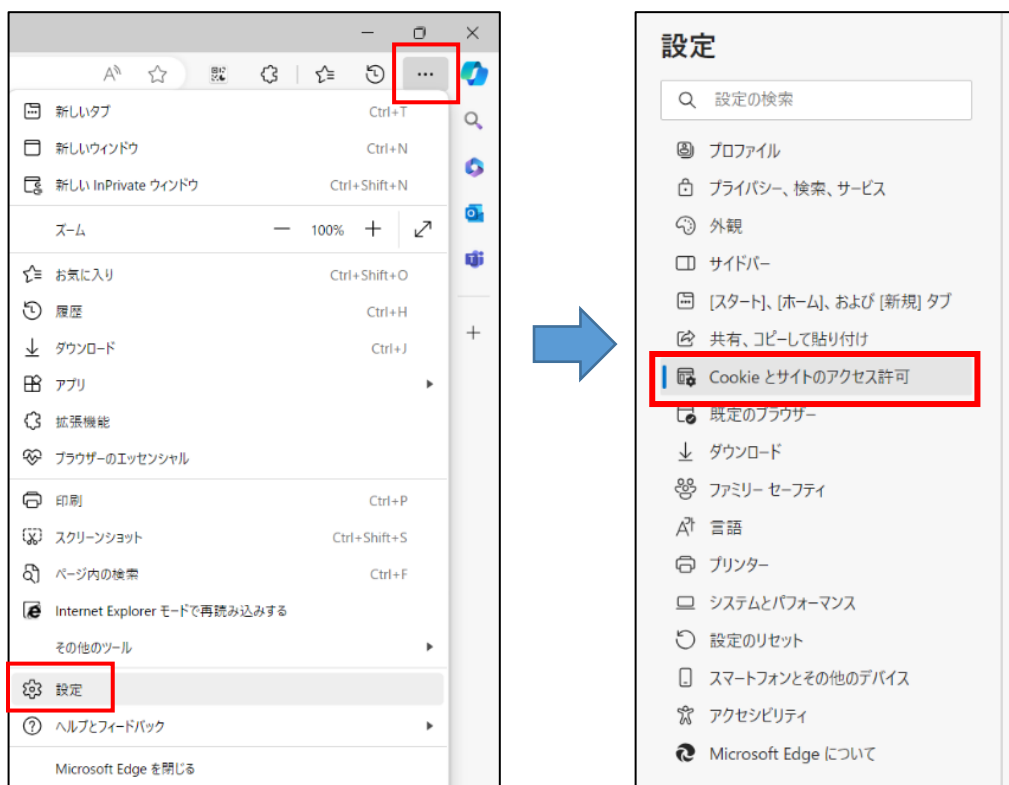 新しいタブ Ctrl+T
新しいウィンドウ Ctrl+N
新しい InPrivate ウィンドウ Ctrl+Shift+N
ズーム 100%
お気に入り Ctrl+Shift+O
履歴 Ctrl+H
ダウンロード Ctrl+J
アプリ
拡張機能
ブラウザーのエッセンシャル
印刷 Ctrl+P
スクリーンショット Ctrl+Shift+S
ページ内の検索 Ctrl+F
Internet Explorer モードで再読み込みする
その他のツール
設定
ヘルプとフィードバック
Microsoft Edge を閉じる
設定
設定の検索
プロファイル
プライバシー、検索、サービス
外観
サイドバー
[スタート]、[ホーム]、および [新規] タブ
共有、コピーして貼り付け
Cookie とサイトのアクセス許可
既定のブラウザー
ダウンロード
ファミリー セーフティ
言語
プリンター
システムとパフォーマンス
設定のリセット
スマートフォンとその他のデバイス
アクセシビリティ
Microsoft Edge について